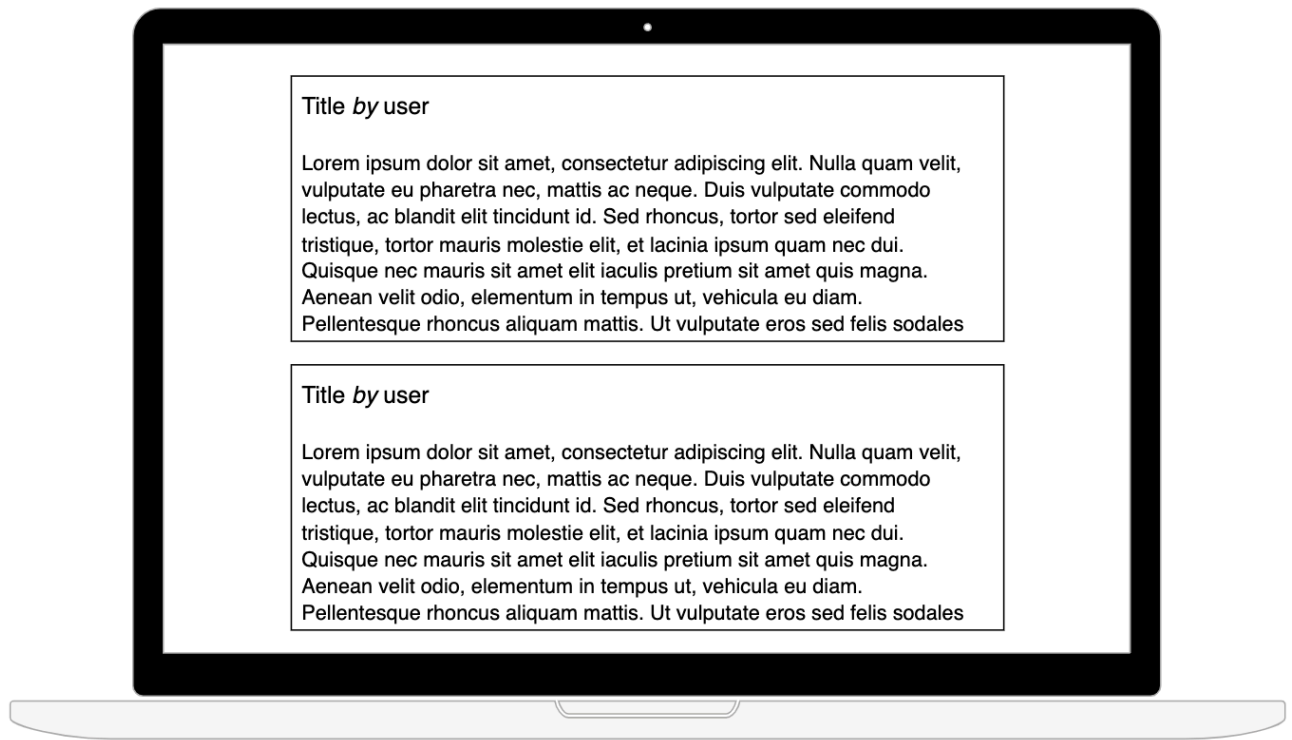 Title by user
Lorem ipsum dolor sit amet, consectetur adipiscing elit. Nulla quam velit,
vulputate eu pharetra nec, mattis ac neque. Duis vulputate commodo
lectus, ac blandit elit tincidunt id. Sed rhoncus, tortor sed eleifend
tristique, tortor mauris molestie elit, et lacinia ipsum quam nec dui.
Quisque nec mauris sit amet elit iaculis pretium sit amet quis magna.
Aenean velit odio, elementum in tempus ut, vehicula eu diam.
Pellentesque rhoncus aliquam mattis. Ut vulputate eros sed felis sodales
Title by user
Lorem ipsum dolor sit amet, consectetur adipiscing elit. Nulla quam velit,
vulputate eu pharetra nec, mattis ac neque. Duis vulputate commodo
lectus, ac blandit elit tincidunt id. Sed rhoncus, tortor sed eleifend
tristique, tortor mauris molestie elit, et lacinia ipsum quam nec dui.
Quisque nec mauris sit amet elit iaculis pretium sit amet quis magna.
Aenean velit odio, elementum in tempus ut, vehicula eu diam.
Pellentesque rhoncus aliquam mattis. Ut vulputate eros sed felis sodales